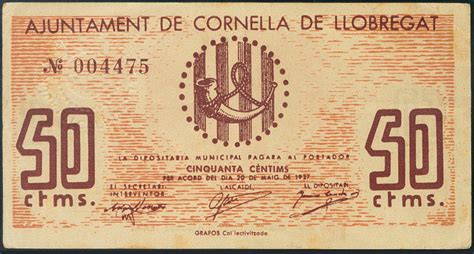 AJUNTAMENT DE CORNELLA DE LLOBREGAT
№ 004475
50 ctms.
50 ctms.
LA DIPOSITARIA MUNICIPAL PAGARA AL PORTADOR
CINQUANTA CÈNTIMS
PER ACORD DEL DIA 20 DE MAIG DE 1937
EL SECRETARI-INTERVENTOR
L'ALCALDE
EL DIPOSITARI
GRAFOS Col·lectivitzada